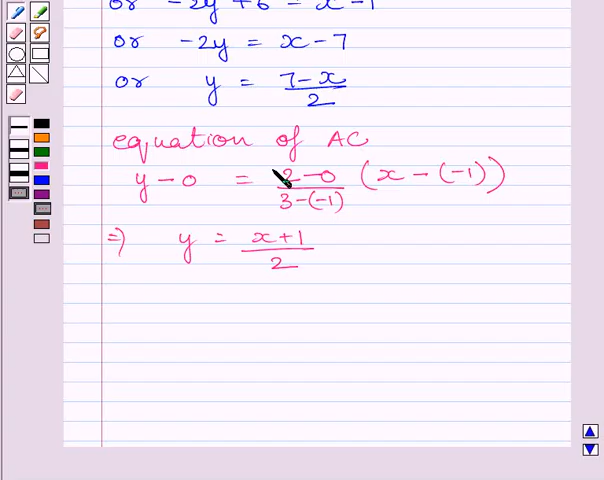 or -2y + 6 = x - 1
or -2y = x - 7
or y = 7-x / 2
equation of AC
y - 0 = 2-0 / 3-(-1) (x - (-1))
⇒ y = x+1 / 2